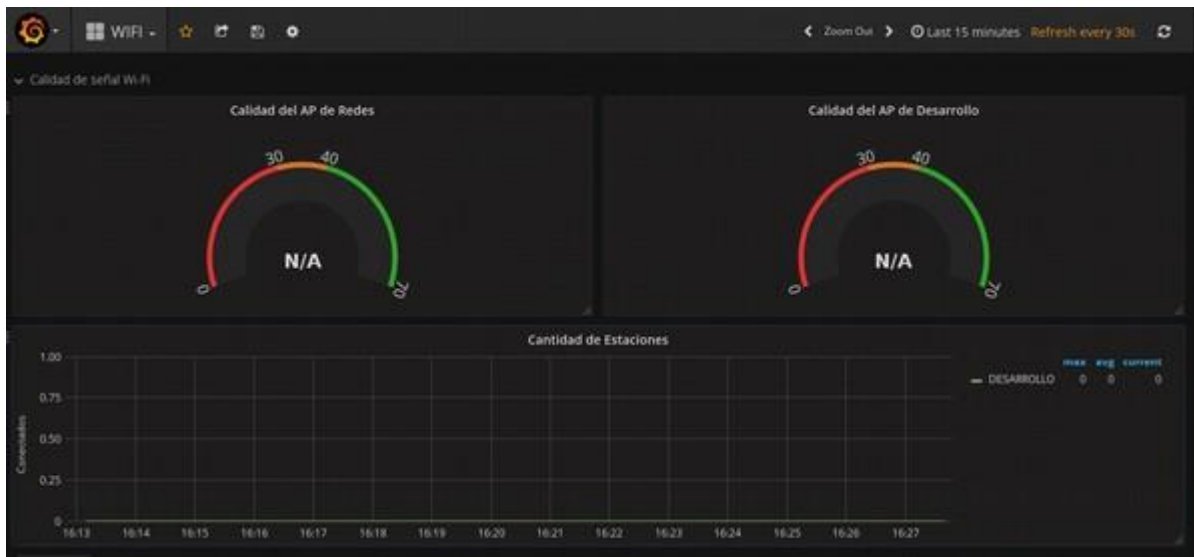 WIFI
Zoom Out
Last 15 minutes Refresh every 30s
Calidad de señal Wi-Fi
Calidad del AP de Redes
30 40
N/A
0 70
Calidad del AP de Desarrollo
30 40
N/A
0 70
Cantidad de Estaciones
Conectados
1.00
0.75
0.50
0.25
0
16:13 16:14 16:15 16:16 16:17 16:18 16:19 16:20 16:21 16:22 16:23 16:24 16:25 16:26 16:27
max avg current
DESARROLLO 0 0 0